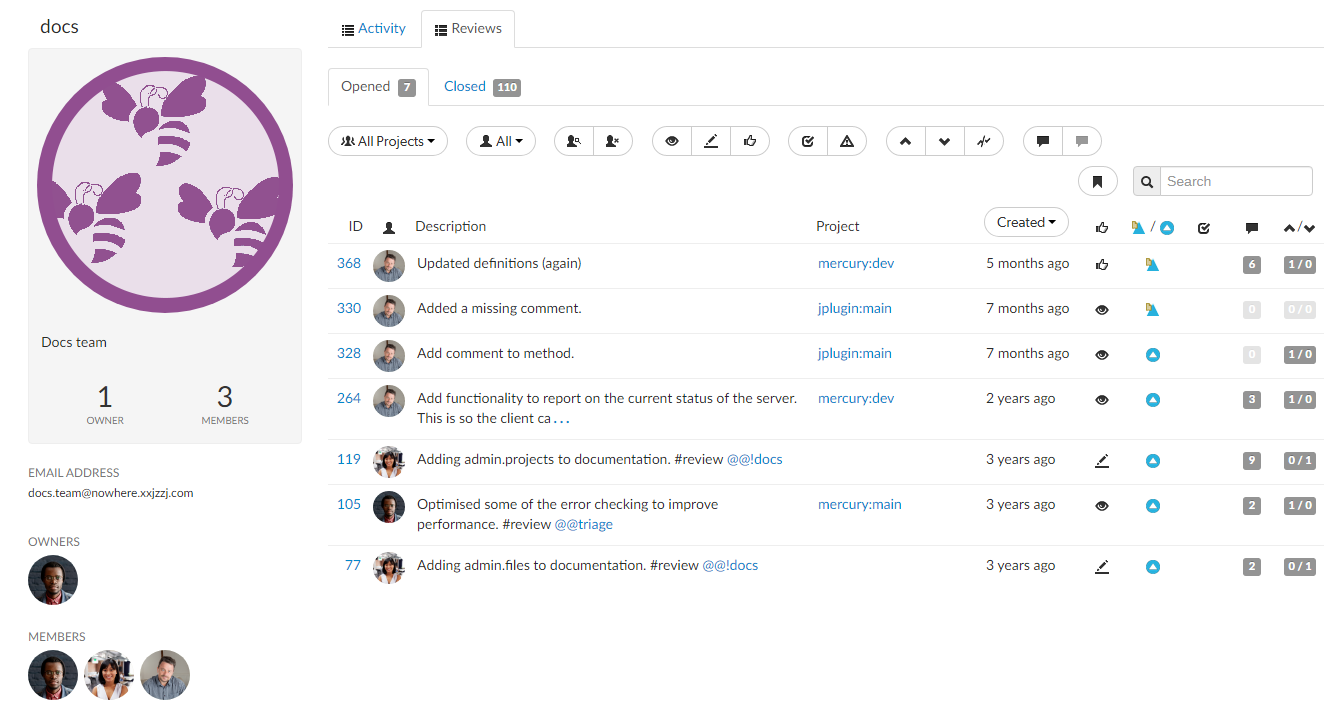 docs
Docs team
1
OWNER
3
MEMBERS
EMAIL ADDRESS
docs.team@nowhere.xxjzzj.com
OWNERS
MEMBERS
Activity
Reviews
Opened 7
Closed 110
All Projects
All
Search
ID Description Project Created / /
368 Updated definitions (again) mercury:dev 5 months ago 6 1 / 0
330 Added a missing comment. jplugin:main 7 months ago 0 0 / 0
328 Add comment to method. jplugin:main 7 months ago 0 1 / 0
264 Add functionality to report on the current status of the server. mercury:dev 2 years ago 3 1 / 0
This is so the client ca . . .
119 Adding admin.projects to documentation. #review @@!docs 3 years ago 9 0 / 1
105 Optimised some of the error checking to improve mercury:main 3 years ago 2 1 / 0
performance. #review @@triage
77 Adding admin.files to documentation. #review @@!docs 3 years ago 2 0 / 1